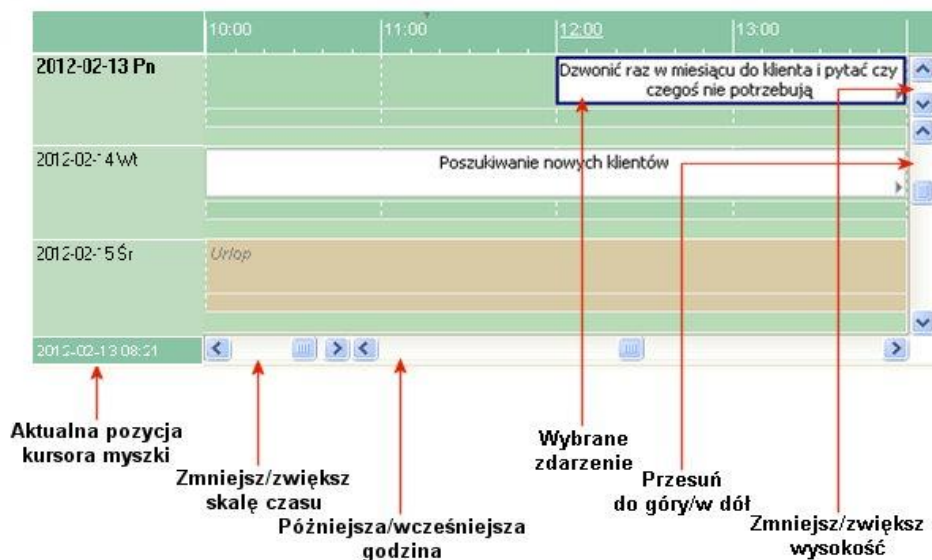 10:00 11:00 12:00 13:00
2012-02-13 Pn
Dzwonić raz w miesiącu do klienta i pytać czy
czegoś nie potrzebują
2012-02-14 Wt
Poszukiwanie nowych klientów
2012-02-15 Śr
Urlop
2012-02-13 08:21
Aktualna pozycja
kursora myszki
Zmniejsz/zwiększ
skalę czasu
Późniejsza/wcześniejsza
godzina
Wybrane
zdarzenie
Przesuń
do góry/w dół
Zmniejsz/zwiększ
wysokość